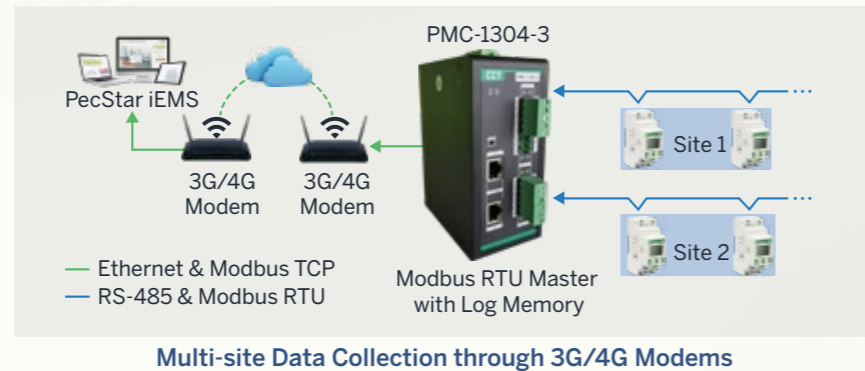 PMC-1304-3
PecStar iEMS
CET
Site 1
3G/4G
Modem
3G/4G
Modem
Site 2
Ethernet & Modbus TCP
RS-485 & Modbus RTU
Modbus RTU Master
with Log Memory
Multi-site Data Collection through 3G/4G Modems